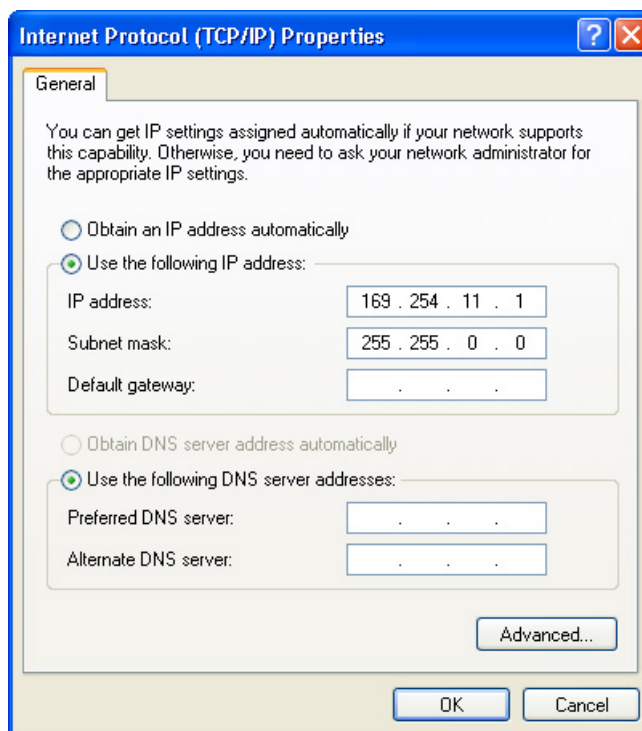 Internet Protocol (TCP/IP) Properties
General
You can get IP settings assigned automatically if your network supports
this capability. Otherwise, you need to ask your network administrator for
the appropriate IP settings.
Obtain an IP address automatically
Use the following IP address:
IP address: 169 . 254 . 11 . 1
Subnet mask: 255 . 255 . 0 . 0
Default gateway: . . .
Obtain DNS server address automatically
Use the following DNS server addresses:
Preferred DNS server: . . .
Alternate DNS server: . . .
Advanced...
OK Cancel